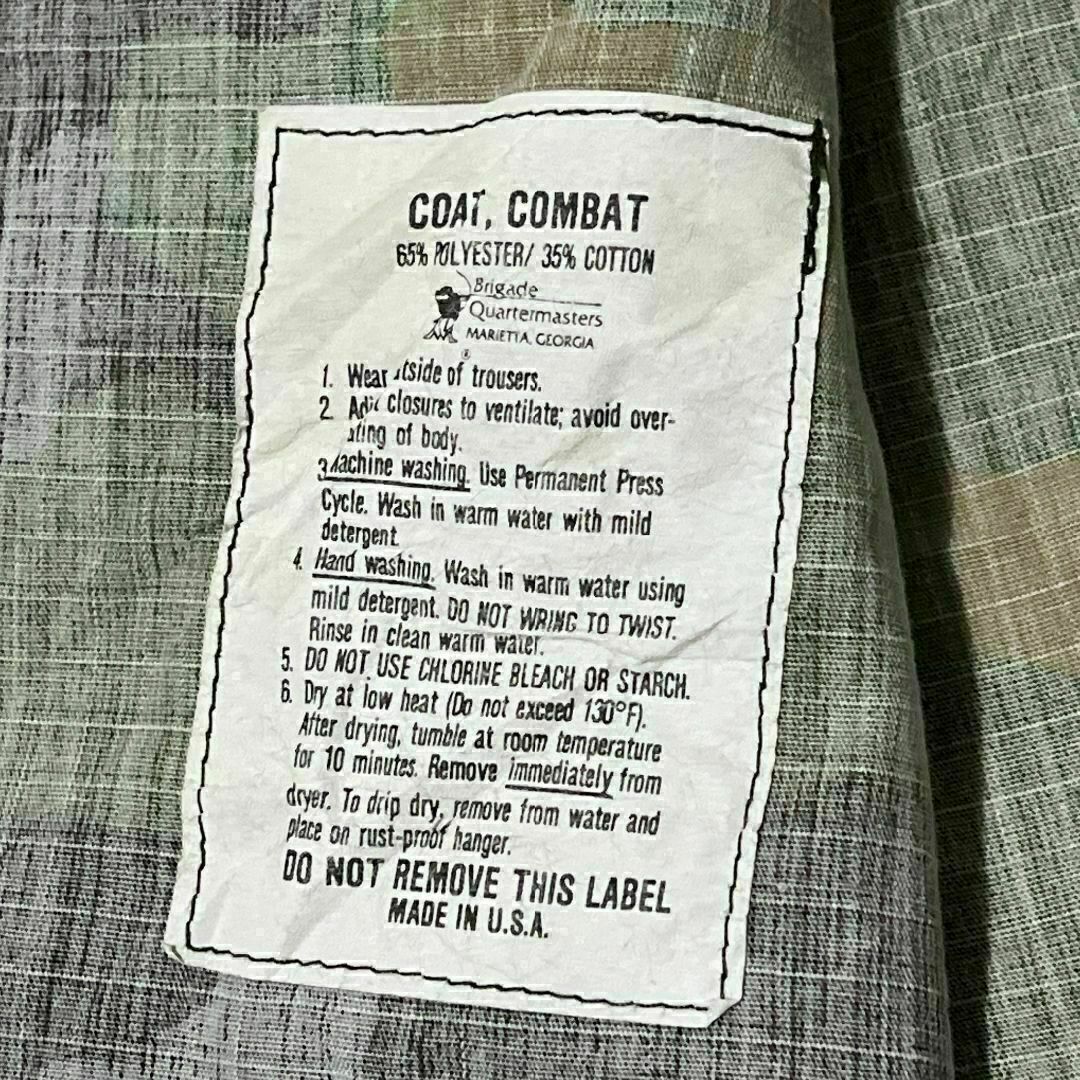 COAT, COMBAT
65% POLYESTER/ 35% COTTON
Brigade
Quartermasters
MARIETTA, GEORGIA
®
1. Wear tside of trousers.
2. closures to ventilate; avoid over-
ating of body.
3 Machine washing. Use Permanent Press
Cycle. Wash in warm water with mild
detergent.
4. Hand washing. Wash in warm water using
mild detergent. DO NOT WRING TO TWIST.
Rinse in clean warm water.
5. DO NOT USE CHLORINE BLEACH OR STARCH.
6. Dry at low heat (Do not exceed 130°F).
After drying, tumble at room temperature
for 10 minutes. Remove immediately from
dryer. To drip dry, remove from water and
place on rust-proof hanger.
DO NOT REMOVE THIS LABEL
MADE IN U.S.A.